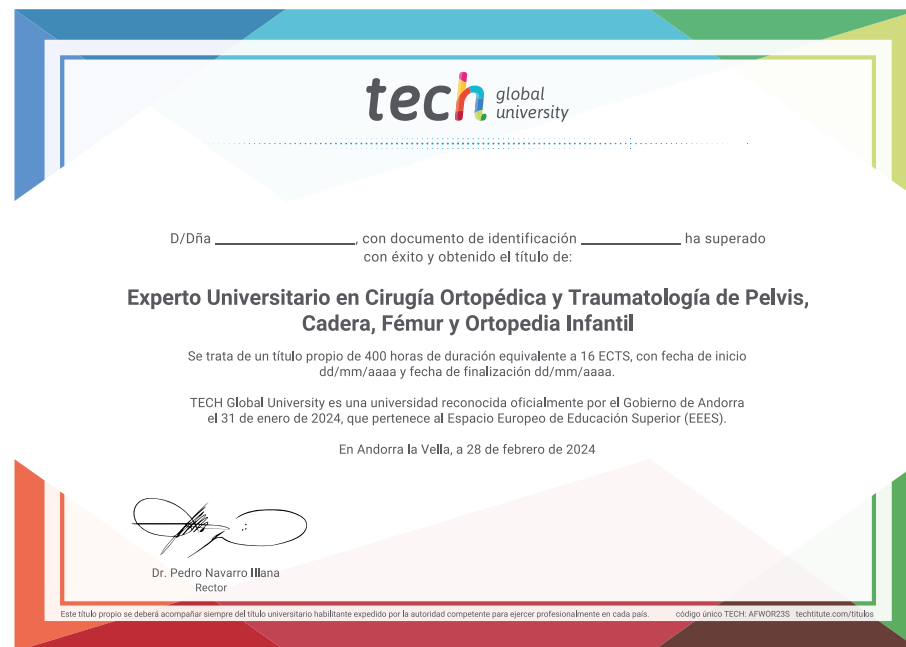 tech global university
D/Dña ______________, con documento de identificación __________ ha superado
con éxito y obtenido el título de:
Experto Universitario en Cirugía Ortopédica y Traumatología de Pelvis,
Cadera, Fémur y Ortopedia Infantil
Se trata de un título propio de 400 horas de duración equivalente a 16 ECTS, con fecha de inicio
dd/mm/aaaa y fecha de finalización dd/mm/aaaa.
TECH Global University es una universidad reconocida oficialmente por el Gobierno de Andorra
el 31 de enero de 2024, que pertenece al Espacio Europeo de Educación Superior (EEES).
En Andorra la Vella, a 28 de febrero de 2024
Dr. Pedro Navarro Illana
Rector
Este título propio se deberá acompañar siempre del título universitario habilitante expedido por la autoridad competente para ejercer profesionalmente en cada país. código único TECH: AFWOR23S techtitute.com/titulos